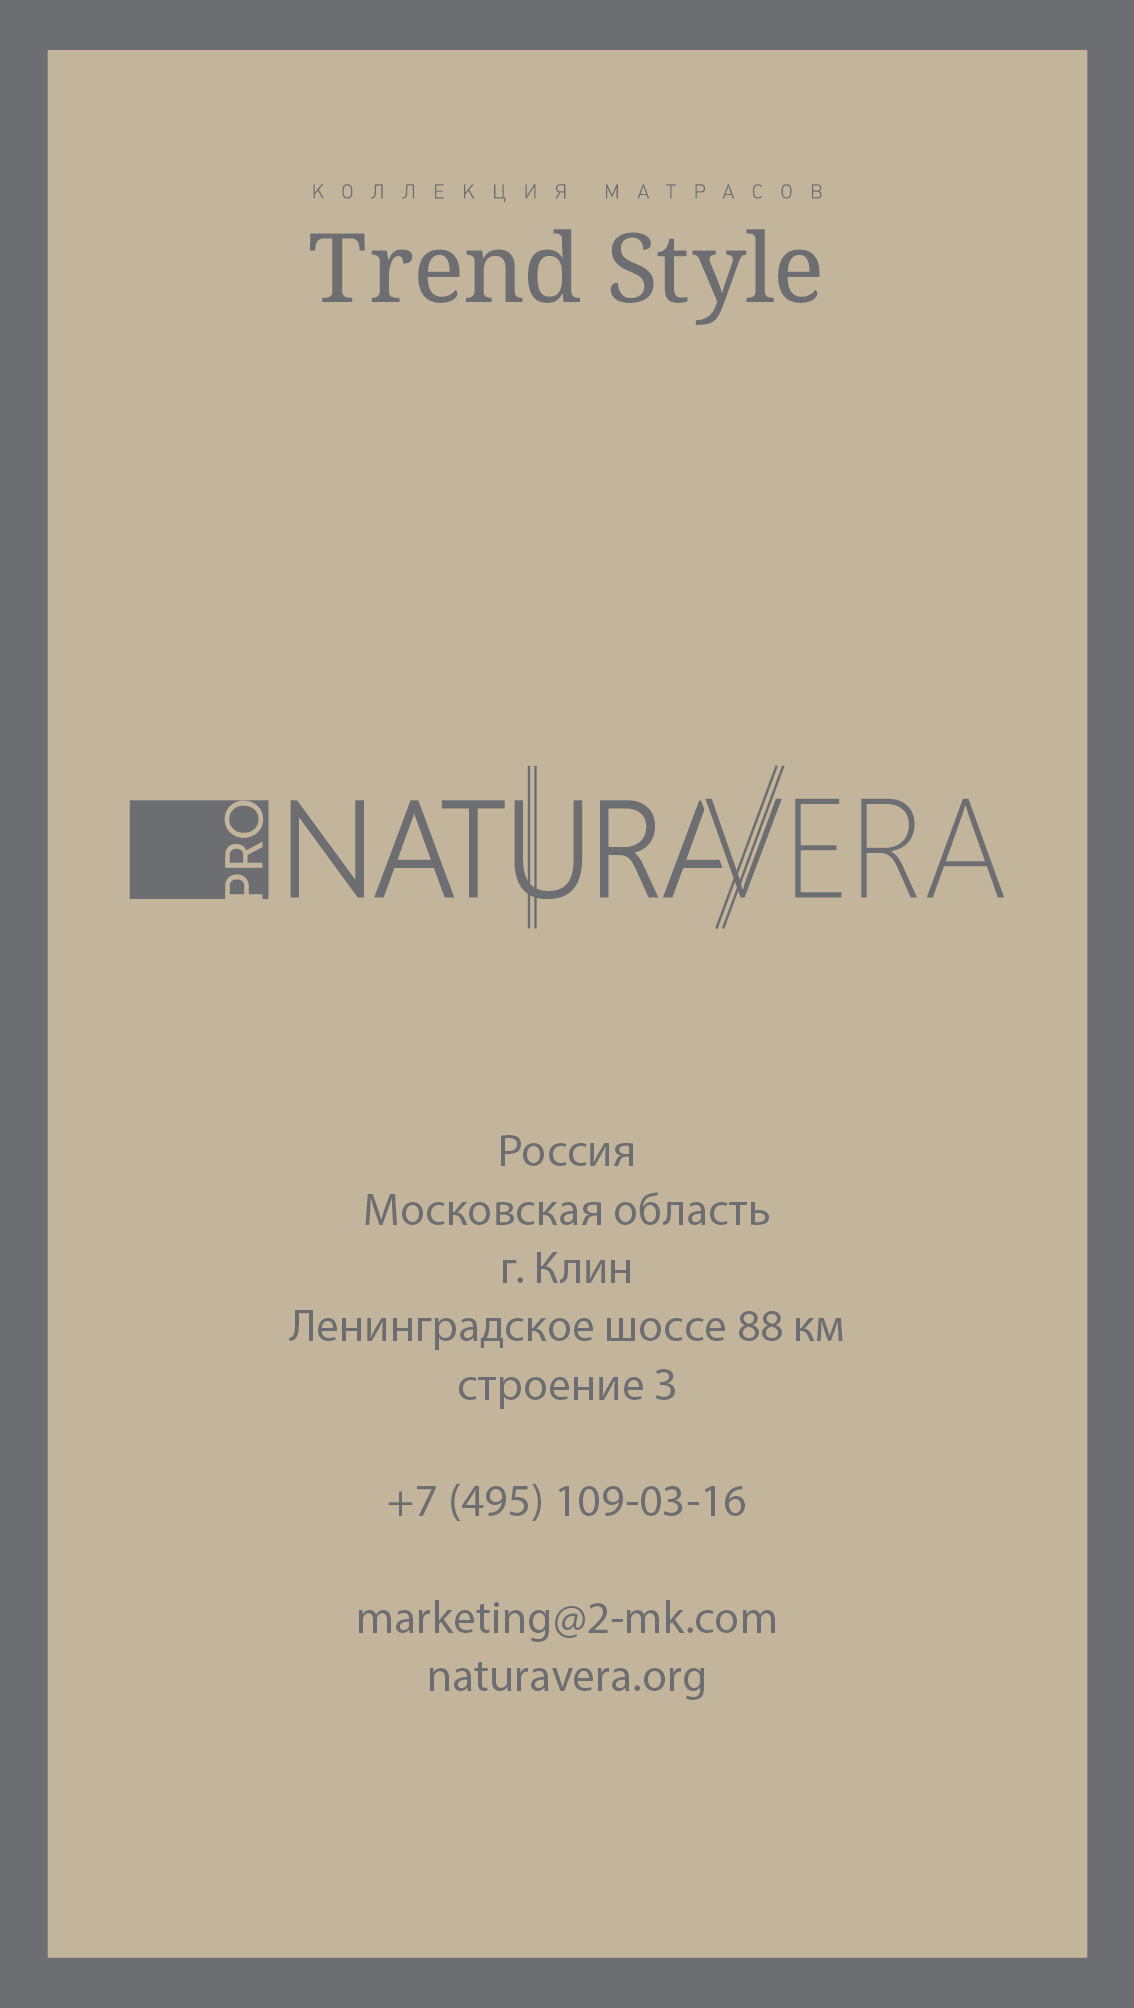 КОЛЛЕКЦИЯ МАТРАСОВ
Trend Style
PRO NATURAVERA
Россия
Московская область
г. Клин
Ленинградское шоссе 88 км
строение 3
+7 (495) 109-03-16
marketing@2-mk.com
naturavera.org